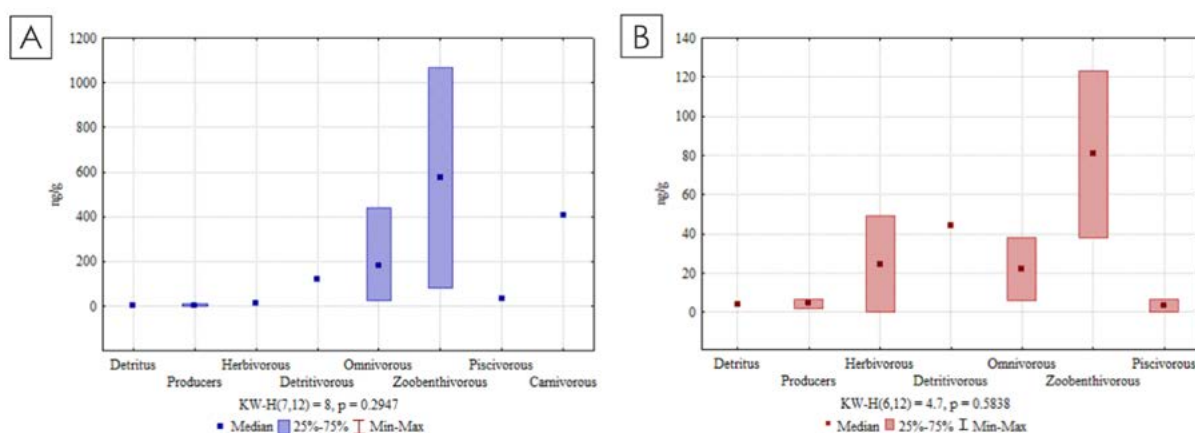 A
1200
1000
800
600
400
200
0
ng/g
Detritus Herbivorous Omnivorous Piscivorous
Producers Detritivorous Zoobenthivorous Carnivorous
KW-H(7,12) = 8, p = 0.2947
Median 25%-75% Min-Max
B
140
120
100
80
60
40
20
0
ng/g
Detritus Herbivorous Omnivorous Piscivorous
Producers Detritivorous Zoobenthivorous
KW-H(6,12) = 4.7, p = 0.5838
Median 25%-75% Min-Max